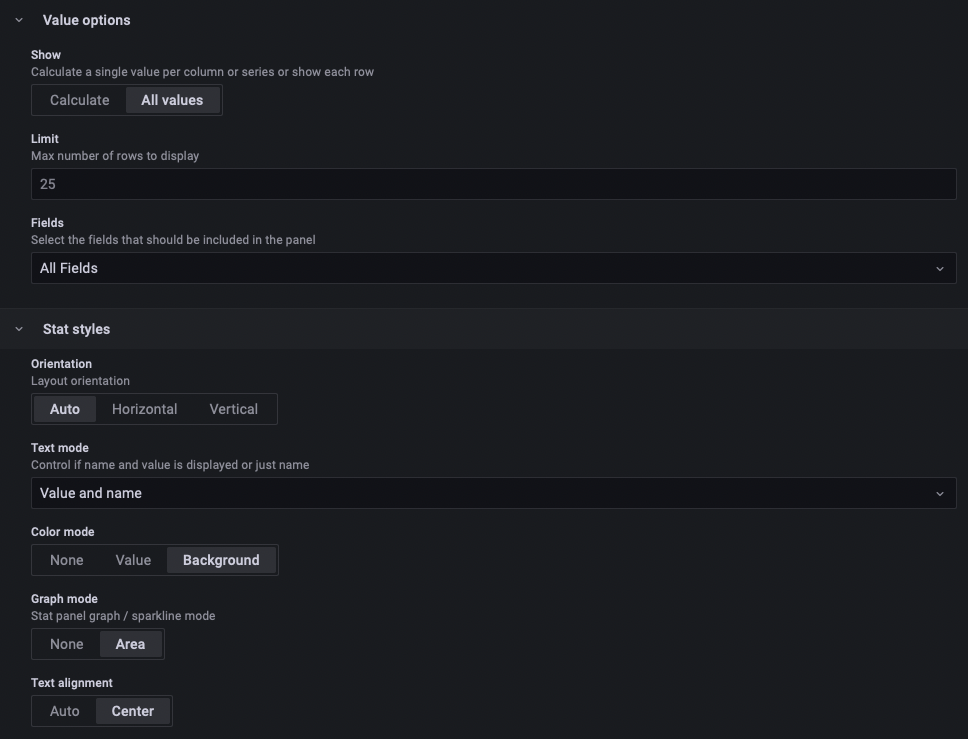 Value options
Show
Calculate a single value per column or series or show each row
Calculate All values
Limit
Max number of rows to display
25
Fields
Select the fields that should be included in the panel
All Fields
Stat styles
Orientation
Layout orientation
Auto Horizontal Vertical
Text mode
Control if name and value is displayed or just name
Value and name
Color mode
None Value Background
Graph mode
Stat panel graph / sparkline mode
None Area
Text alignment
Auto Center